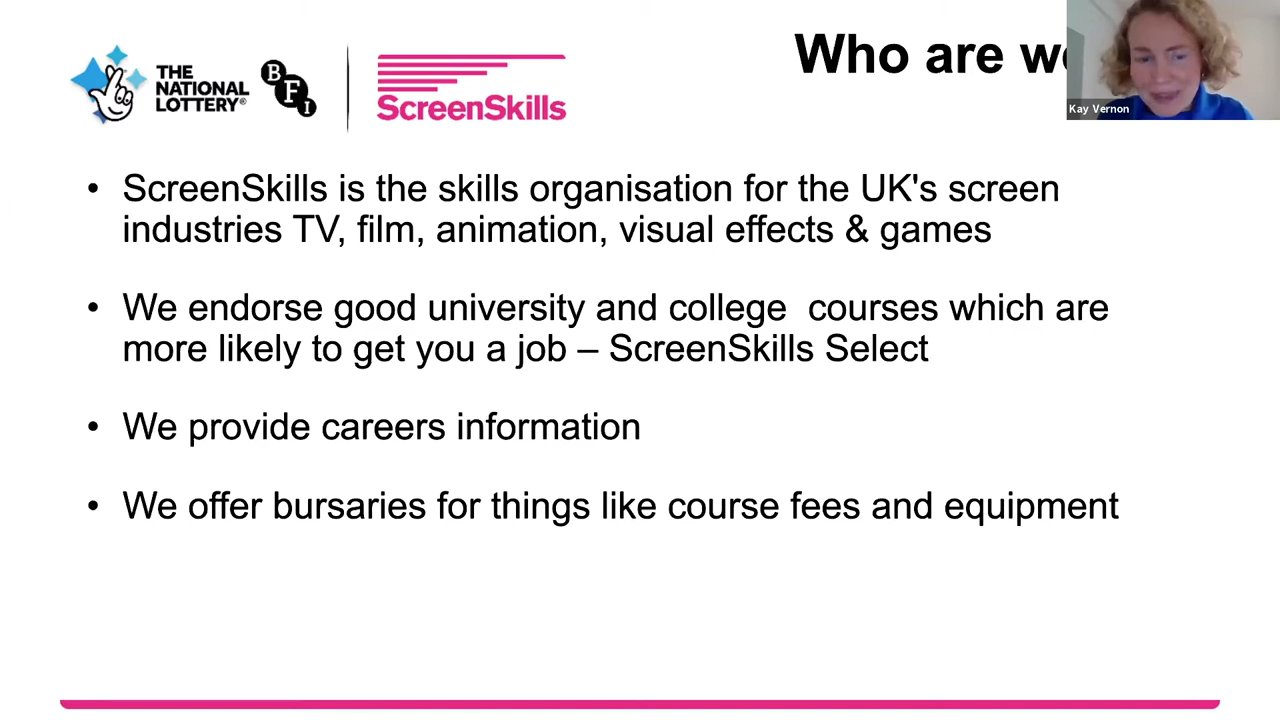 THE
NATIONAL
LOTTERY®
BFI
ScreenSkills
Who are we
Kay Vernon
• ScreenSkills is the skills organisation for the UK's screen
industries TV, film, animation, visual effects & games
• We endorse good university and college courses which are
more likely to get you a job – ScreenSkills Select
• We provide careers information
• We offer bursaries for things like course fees and equipment